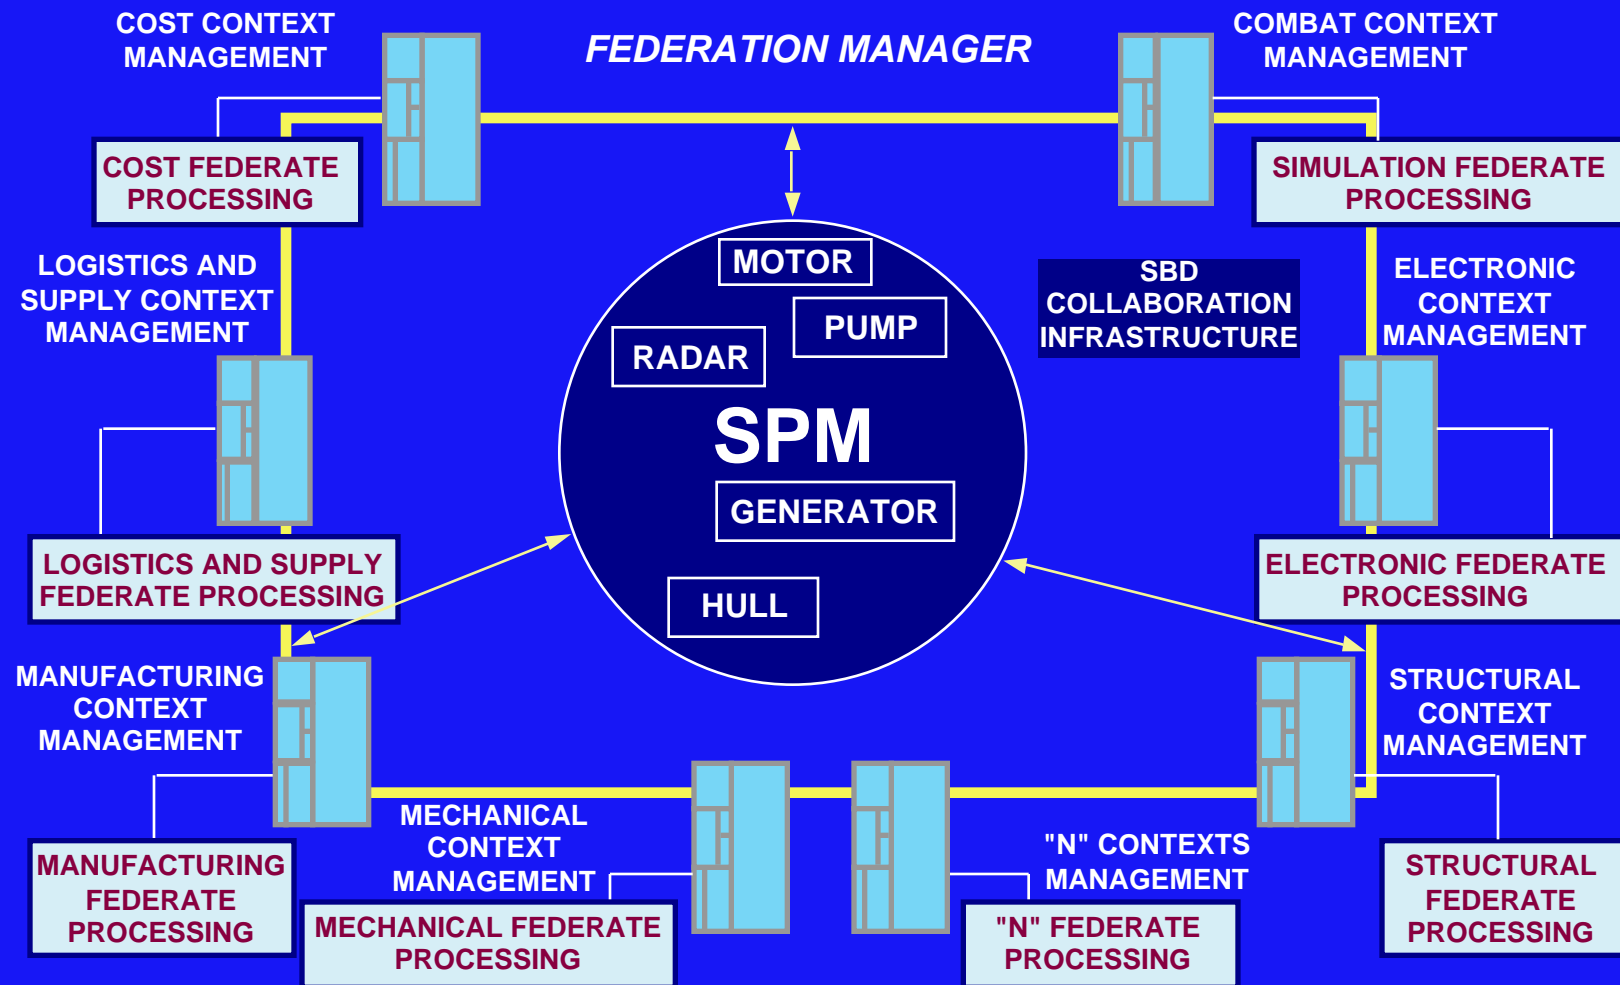 COST CONTEXT
MANAGEMENT
FEDERATION MANAGER
COMBAT CONTEXT
MANAGEMENT
COST FEDERATE
PROCESSING
SIMULATION FEDERATE
PROCESSING
LOGISTICS AND
SUPPLY CONTEXT
MANAGEMENT
MOTOR
PUMP
RADAR
SPM
GENERATOR
HULL
SBD
COLLABORATION
INFRASTRUCTURE
ELECTRONIC
CONTEXT
MANAGEMENT
LOGISTICS AND SUPPLY
FEDERATE PROCESSING
ELECTRONIC FEDERATE
PROCESSING
MANUFACTURING
CONTEXT
MANAGEMENT
STRUCTURAL
CONTEXT
MANAGEMENT
MECHANICAL
CONTEXT
MANAGEMENT
"N" CONTEXTS
MANAGEMENT
MANUFACTURING
FEDERATE
PROCESSING
MECHANICAL FEDERATE
PROCESSING
"N" FEDERATE
PROCESSING
STRUCTURAL
FEDERATE
PROCESSING